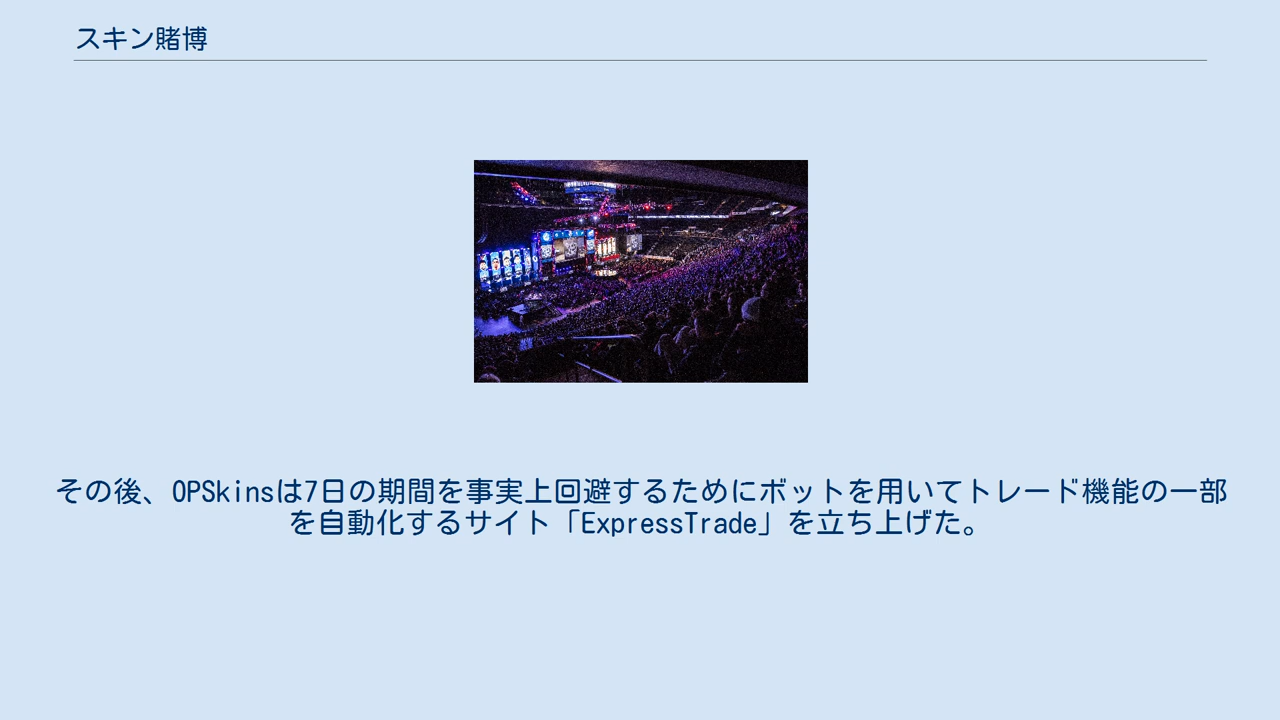 スキン賭博
その後、OPSkinsは7日の期間を事実上回避するためにボットを用いてトレード機能の一部
を自動化するサイト「ExpressTrade」を立ち上げた。